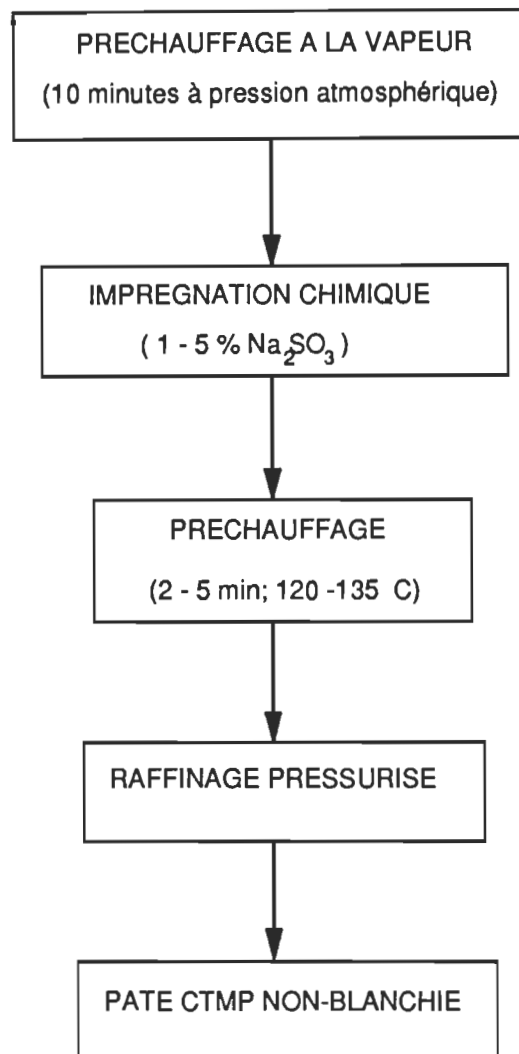 PRECHAUFFAGE A LA VAPEUR
(10 minutes à pression atmosphérique)
IMPREGNATION CHIMIQUE
( 1 - 5 % Na₂SO₃ )
PRECHAUFFAGE
(2 - 5 min; 120 -135 C)
RAFFINAGE PRESSURISE
PATE CTMP NON-BLANCHIE